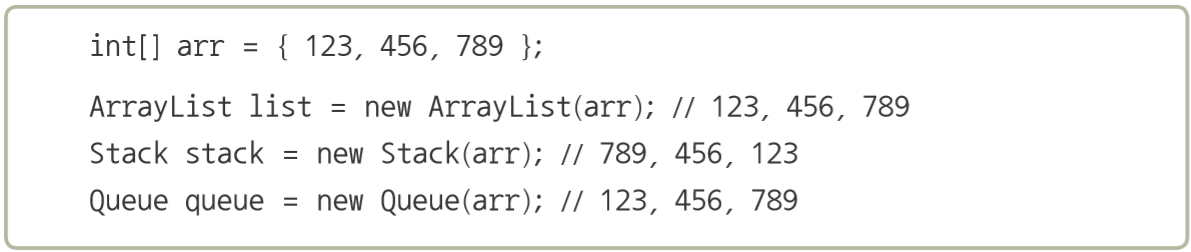 int[] arr = { 123, 456, 789 };
ArrayList list = new ArrayList(arr); // 123, 456, 789
Stack stack = new Stack(arr); // 789, 456, 123
Queue queue = new Queue(arr); // 123, 456, 789